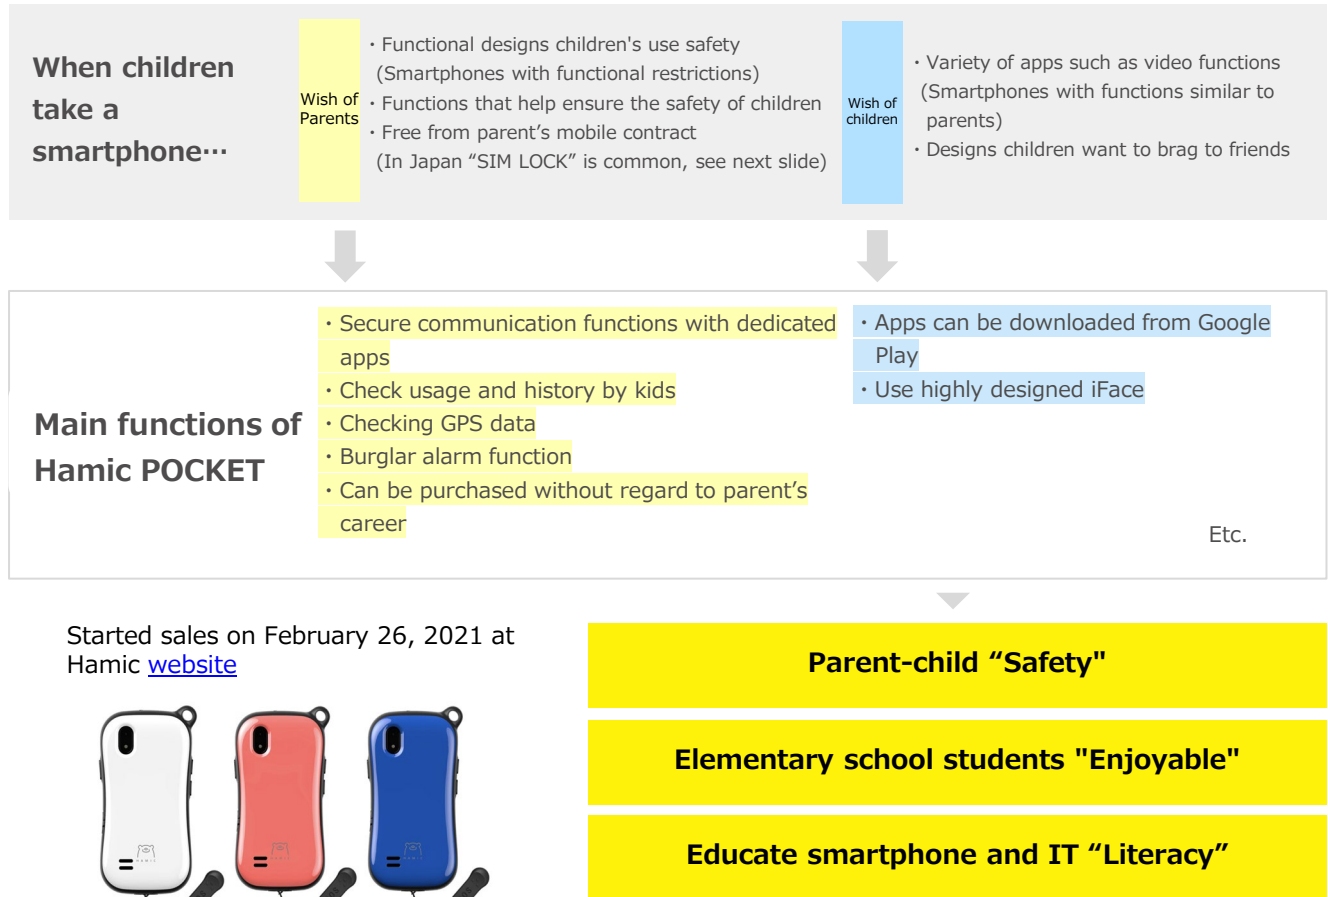 When children
take a
smartphone…
Wish of
Parents
・Functional designs children's use safety
(Smartphones with functional restrictions)
・Functions that help ensure the safety of children
・Free from parent’s mobile contract
(In Japan “SIM LOCK” is common, see next slide)
Wish of
children
・Variety of apps such as video functions
(Smartphones with functions similar to
parents)
・Designs children want to brag to friends
Main functions of
Hamic POCKET
・Secure communication functions with dedicated
apps
・Check usage and history by kids
・Checking GPS data
・Burglar alarm function
・Can be purchased without regard to parent’s
career
・Apps can be downloaded from Google
Play
・Use highly designed iFace
Etc.
Started sales on February 26, 2021 at
Hamic website
Parent-child “Safety"
Elementary school students "Enjoyable"
Educate smartphone and IT “Literacy”